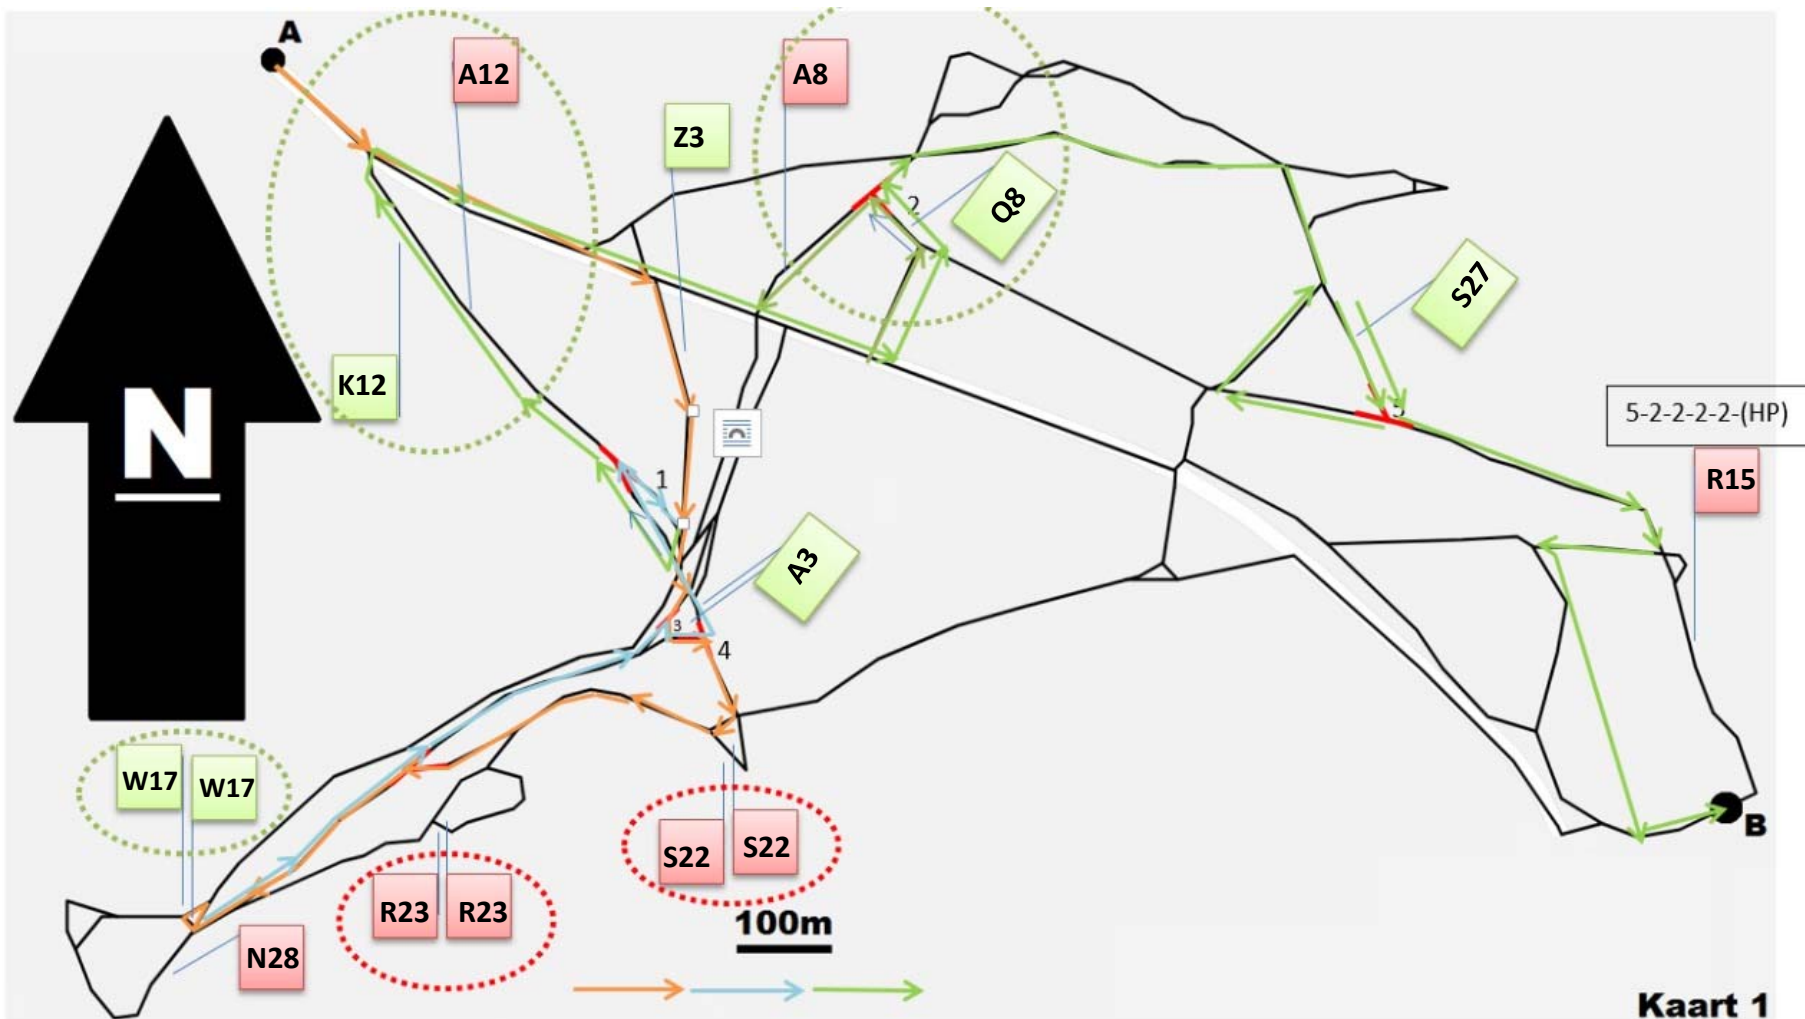 A
A12
A8
Z3
Q8
2
S27
K12
5
5-2-2-2-2-(HP)
N
1
R15
A3
3
4
W17
W17
S22
S22
B
R23
R23
100m
N28
Kaart 1